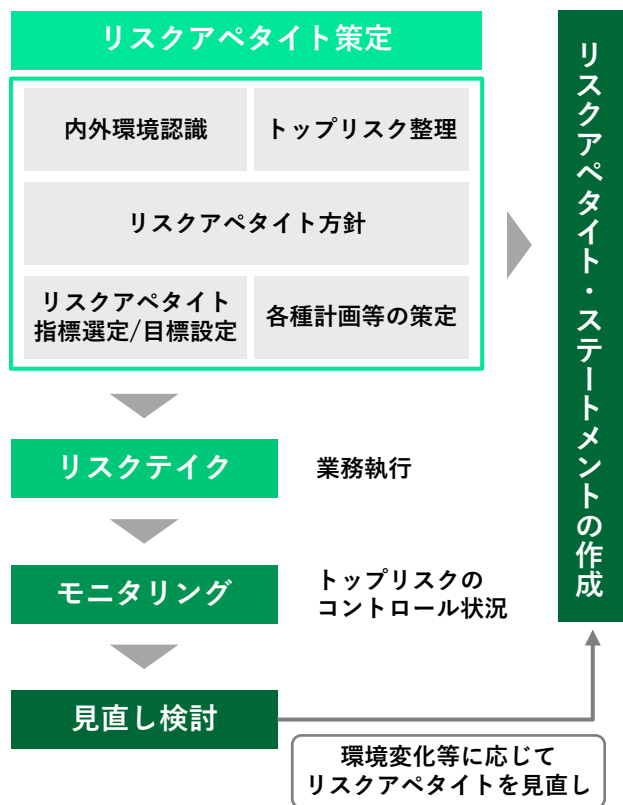 リスクアペタイト策定
内外環境認識
トップリスク整理
リスクアペタイト方針
リスクアペタイト
指標選定/目標設定
各種計画等の策定
リスクテイク
業務執行
モニタリング
トップリスクの
コントロール状況
見直し検討
環境変化等に応じて
リスクアペタイトを見直し
リスクアペタイト・ステートメントの作成